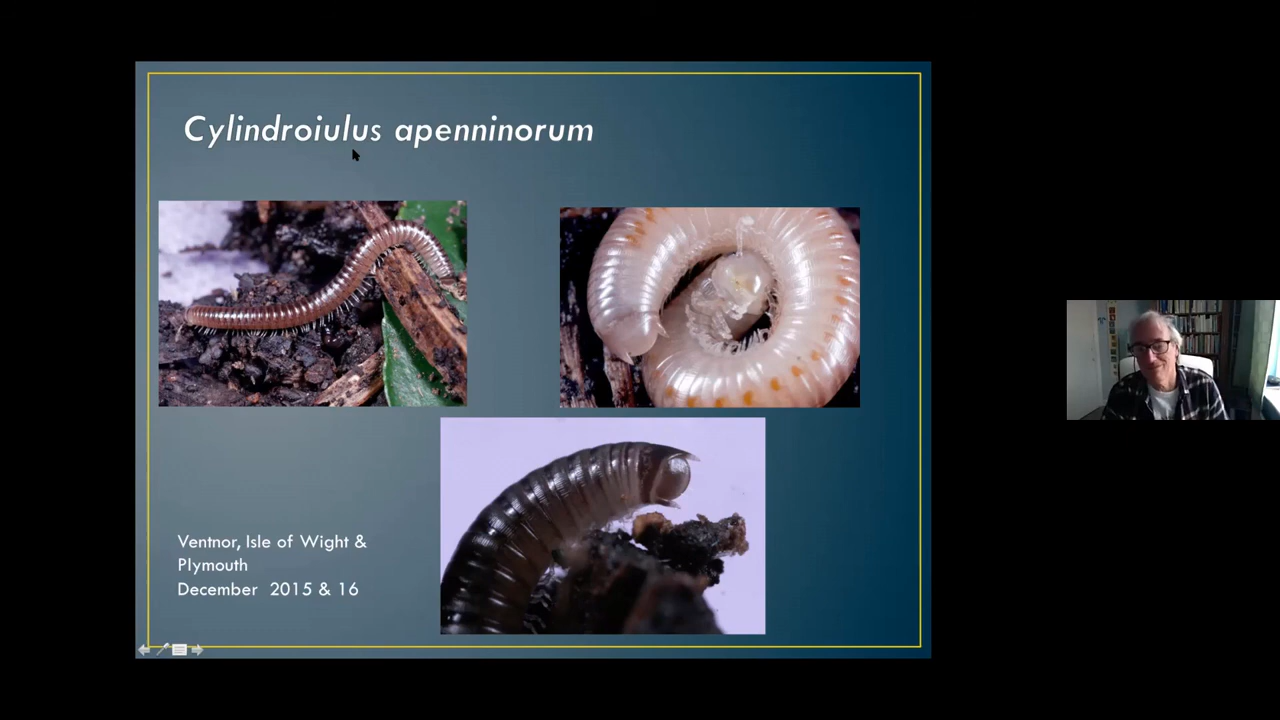 Cylindroiulus apenninorum
Ventnor, Isle of Wight &
Plymouth
December 2015 & 16